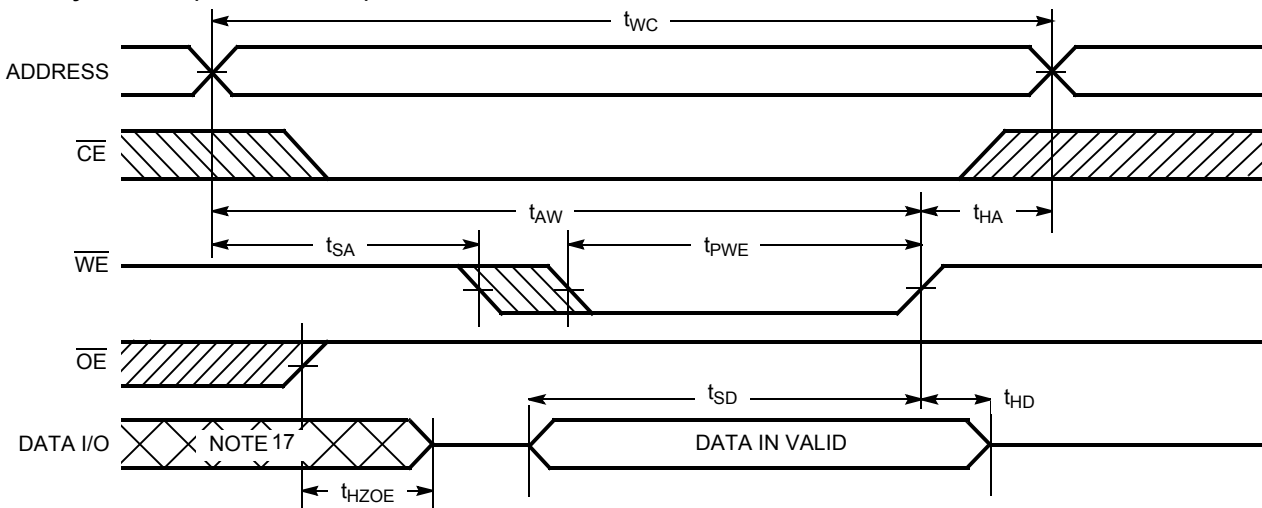 tWC
ADDRESS
CE
tAW
tHA
tSA
tPWE
WE
OE
tSD
tHD
DATA I/O
NOTE 17
DATA IN VALID
tHZOE